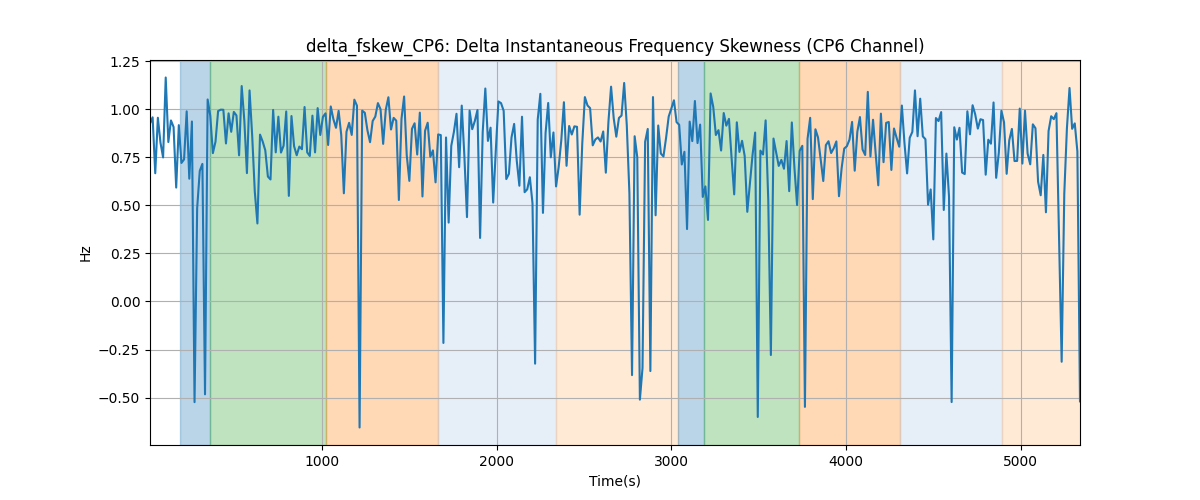 delta_fskew_CP6: Delta Instantaneous Frequency Skewness (CP6 Channel)
1.25
1.00
0.75
0.50
0.25
0.00
−0.25
−0.50
Hz
1000 2000 3000 4000 5000
Time(s)